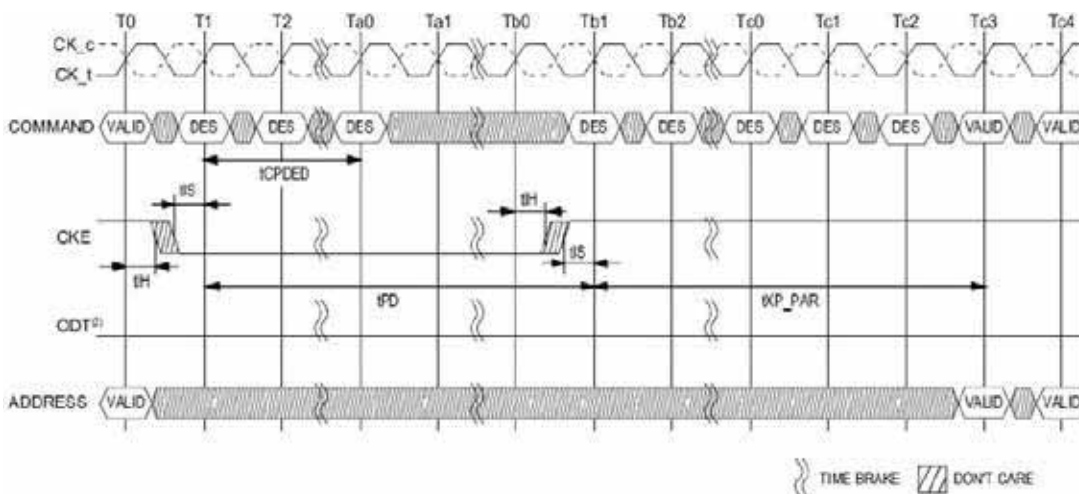 T0 T1 T2 Ta0 Ta1 Tb0 Tb1 Tb2 Tc0 Tc1 Tc2 Tc3 Tc4
CK_c
CK_t
COMMAND VALID DES DES DES DES DES DES DES DES VALID VALID
tCPDED
tIS tIH
CKE
tIS
tIH
tPD tXP_PAR
ODT(2)
ADDRESS VALID VALID VALID
TIME BRAKE DON'T CARE